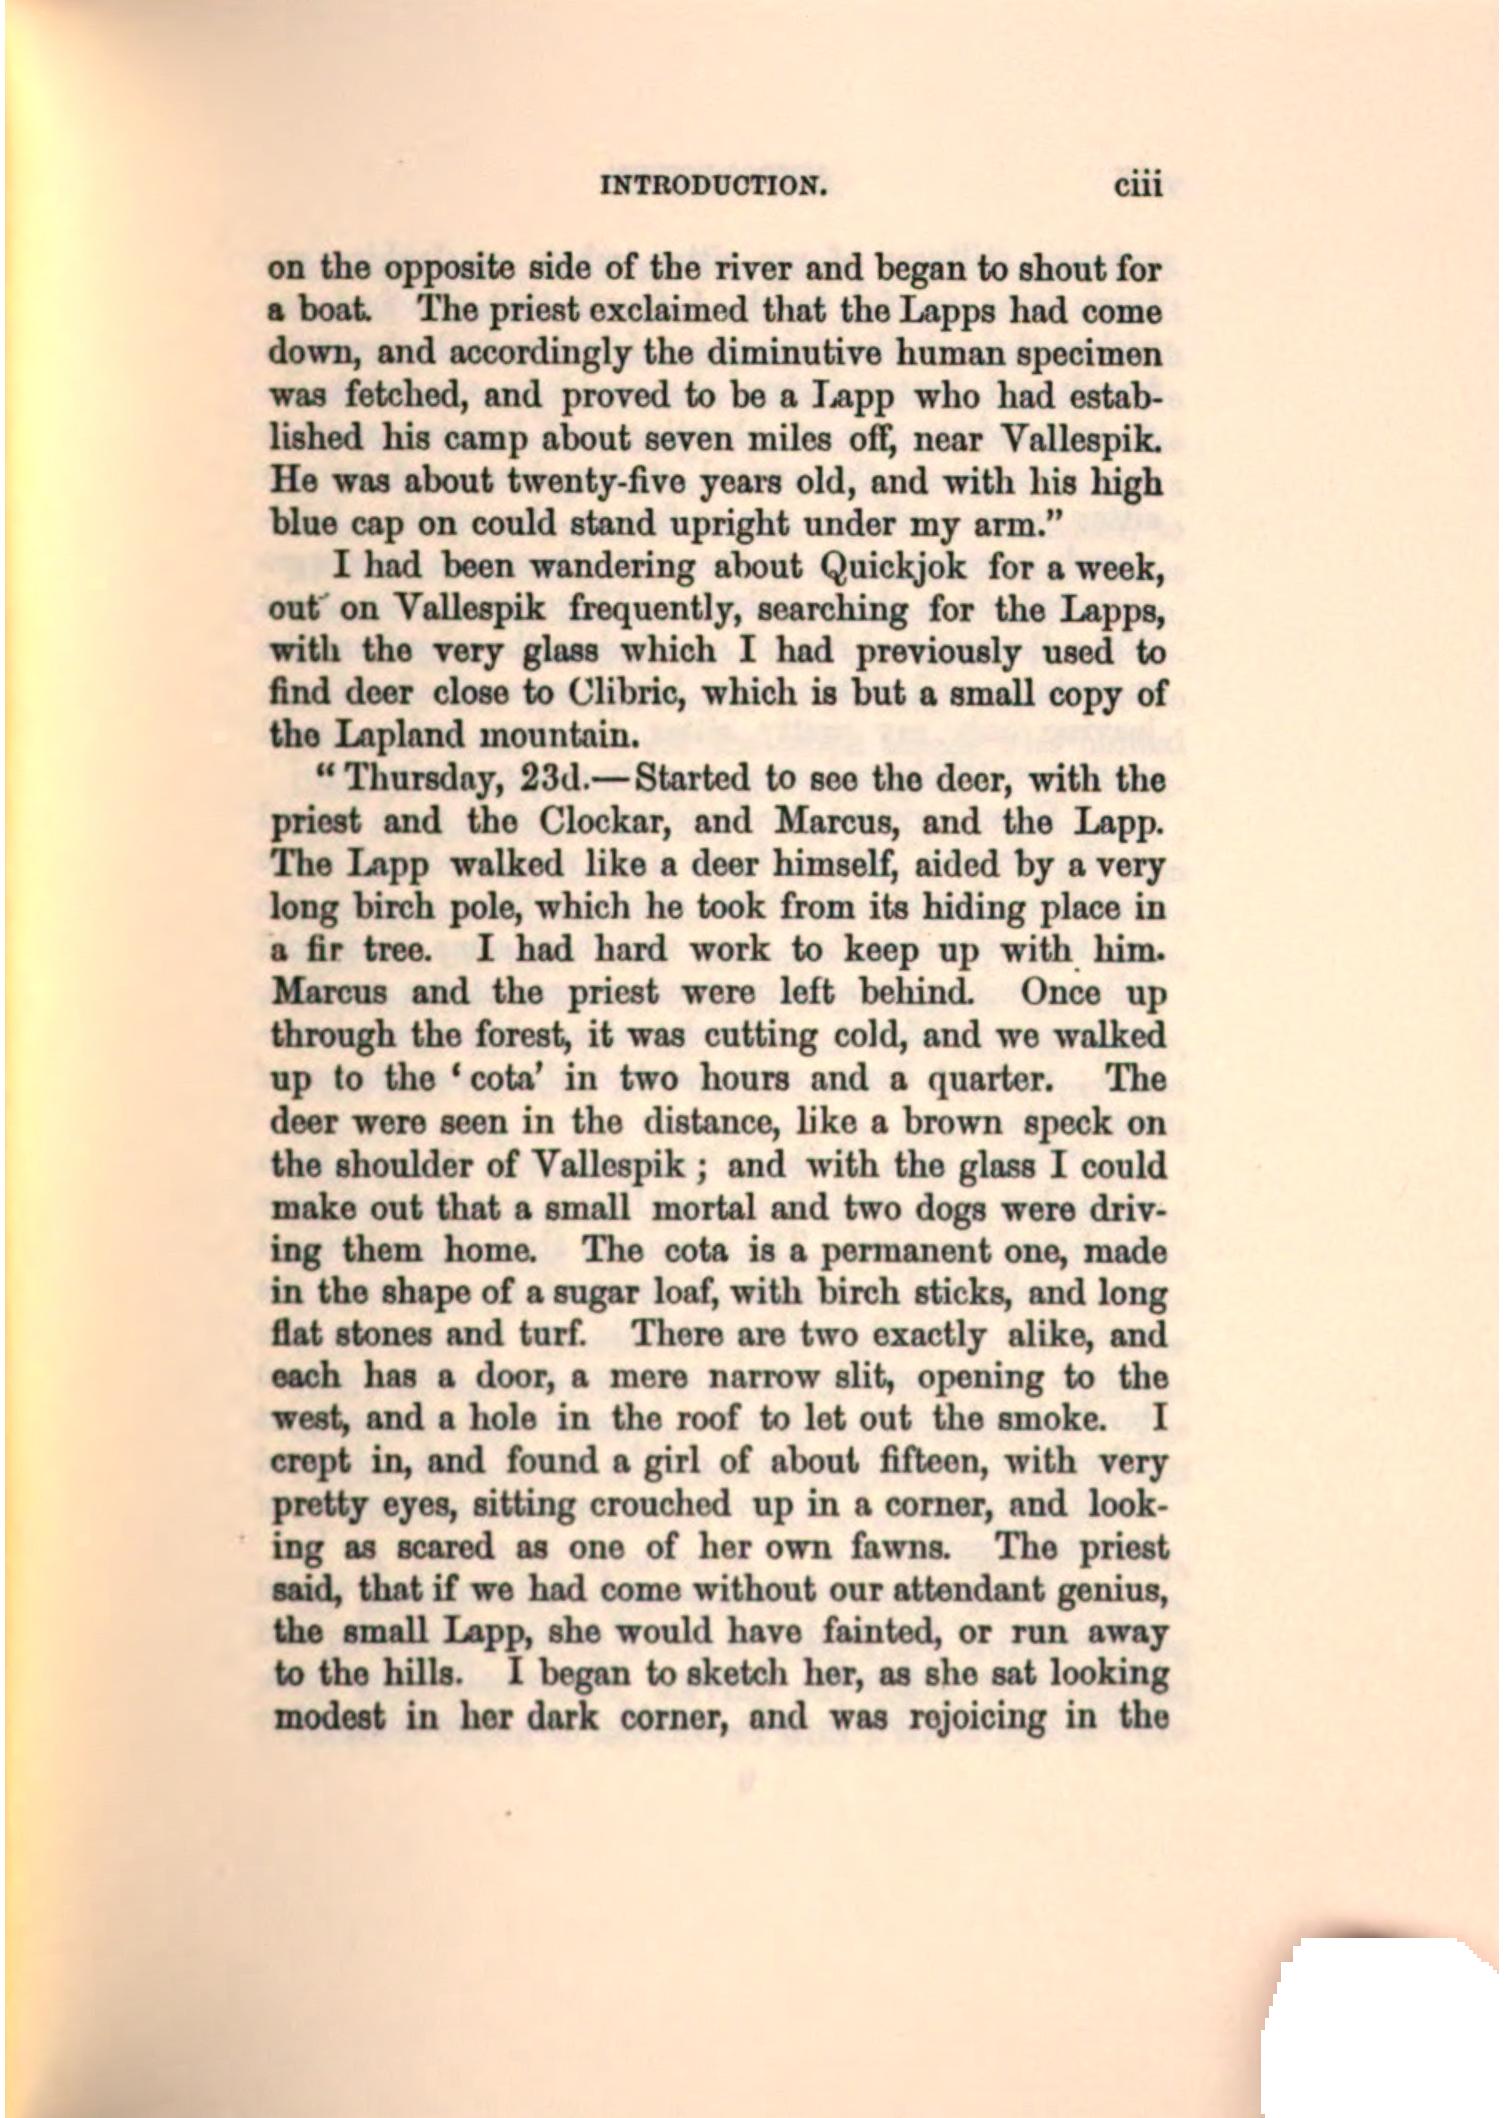 INTRODUCTION. ciii
on the opposite side of the river and began to shout for
a boat. The priest exclaimed that the Lapps had come
down, and accordingly the diminutive human specimen
was fetched, and proved to be a Lapp who had estab-
lished his camp about seven miles off, near Vallespik.
He was about twenty-five years old, and with his high
blue cap on could stand upright under my arm.”
I had been wandering about Quickjok for a week,
out on Vallespik frequently, searching for the Lapps,
with the very glass which I had previously used to
find deer close to Clibric, which is but a small copy of
the Lapland mountain.
“Thursday, 23d.—Started to see the deer, with the
priest and the Clockar, and Marcus, and the Lapp.
The Lapp walked like a deer himself, aided by a very
long birch pole, which he took from its hiding place in
a fir tree. I had hard work to keep up with him.
Marcus and the priest were left behind. Once up
through the forest, it was cutting cold, and we walked
up to the ‘cota’ in two hours and a quarter. The
deer were seen in the distance, like a brown speck on
the shoulder of Vallespik; and with the glass I could
make out that a small mortal and two dogs were driv-
ing them home. The cota is a permanent one, made
in the shape of a sugar loaf, with birch sticks, and long
flat stones and turf. There are two exactly alike, and
each has a door, a mere narrow slit, opening to the
west, and a hole in the roof to let out the smoke. I
crept in, and found a girl of about fifteen, with very
pretty eyes, sitting crouched up in a corner, and look-
ing as scared as one of her own fawns. The priest
said, that if we had come without our attendant genius,
the small Lapp, she would have fainted, or run away
to the hills. I began to sketch her, as she sat looking
modest in her dark corner, and was rejoicing in the